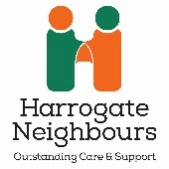 Harrogate
Neighbours
Outstanding Care & Support